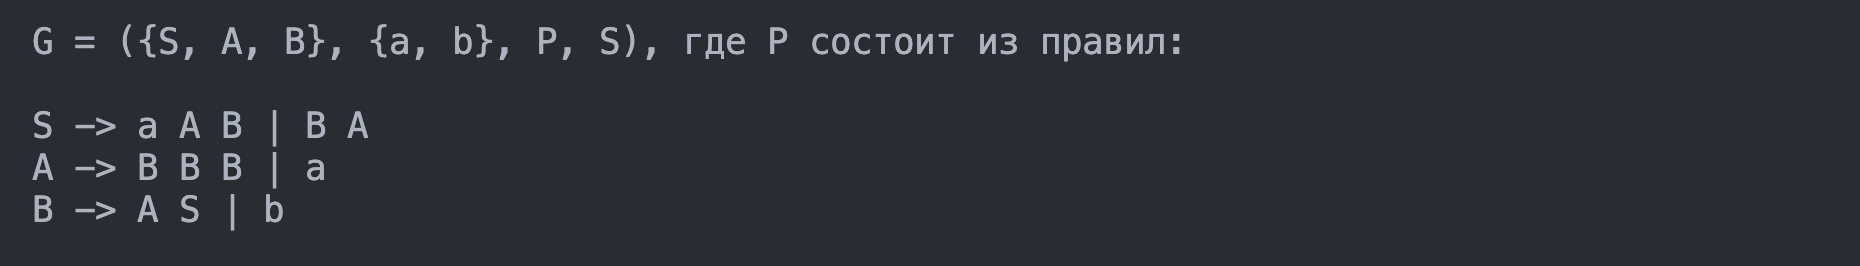 G = ({S, A, B}, {a, b}, P, S), где P состоит из правил:
S —> a A B | B A
A —> B B B | a
B —> A S | b